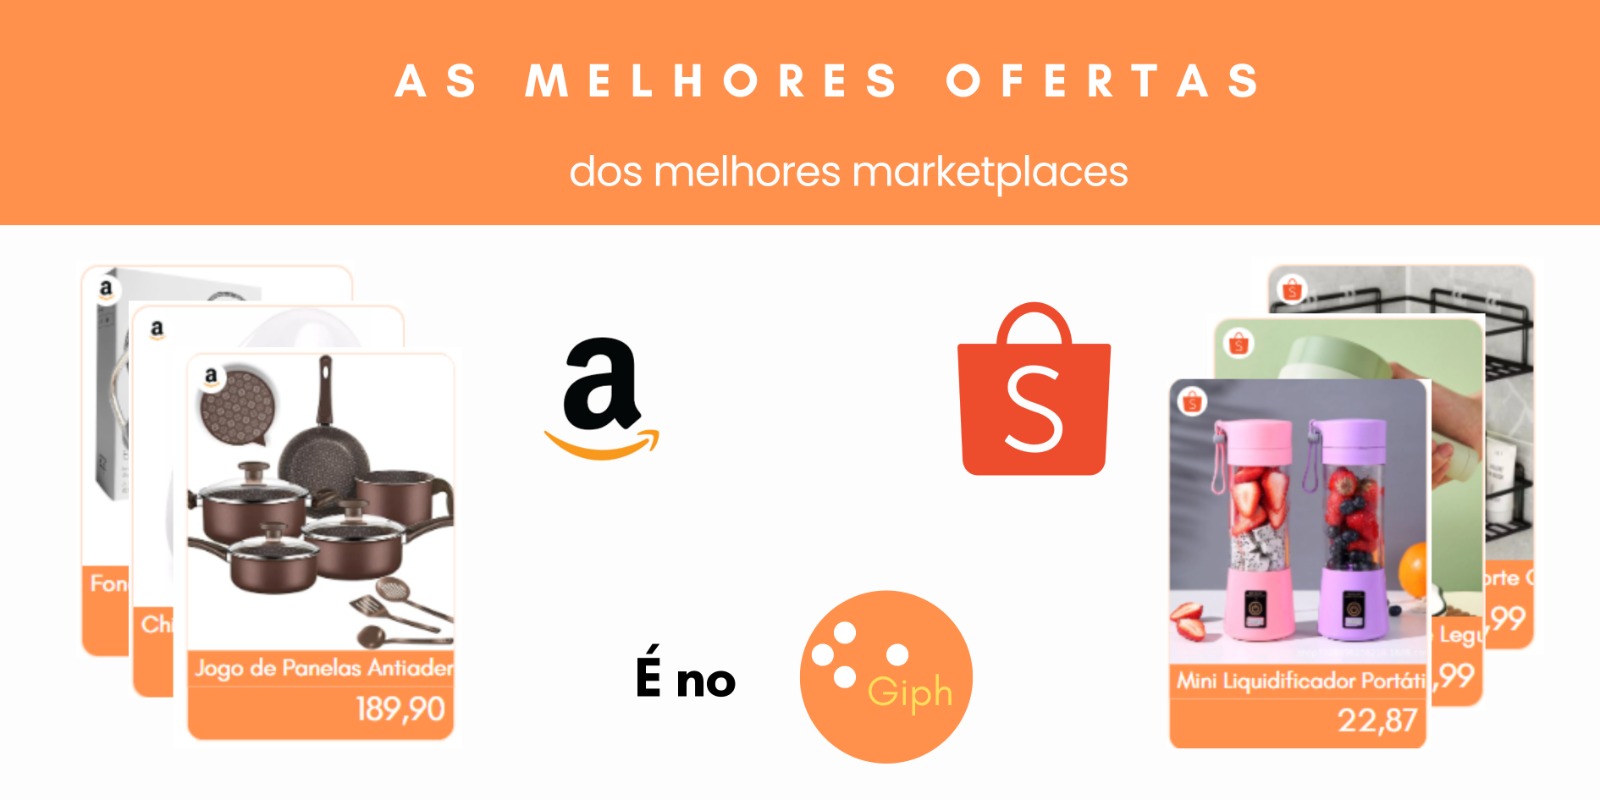 AS MELHORES OFERTAS
dos melhores marketplaces
a
a
a
Jogo de Panelas Antiader
189,90
a
S
É no
Giph
S
S
S
Mini Liquidificador Portáti
22,87
Legu
,99
,99